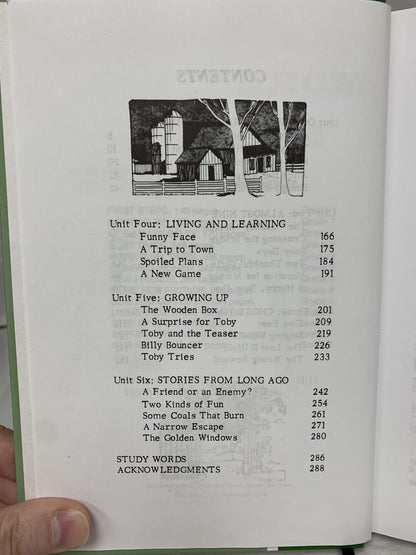 Unit Four: LIVING AND LEARNING
Funny Face 166
A Trip to Town 175
Spoiled Plans 184
A New Game 191
Unit Five: GROWING UP
The Wooden Box 201
A Surprise for Toby 209
Toby and the Teaser 219
Billy Bouncer 226
Toby Tries 233
Unit Six: STORIES FROM LONG AGO
A Friend or an Enemy? 242
Two Kinds of Fun 254
Some Coals That Burn 261
A Narrow Escape 271
The Golden Windows 280
STUDY WORDS 286
ACKNOWLEDGMENTS 288